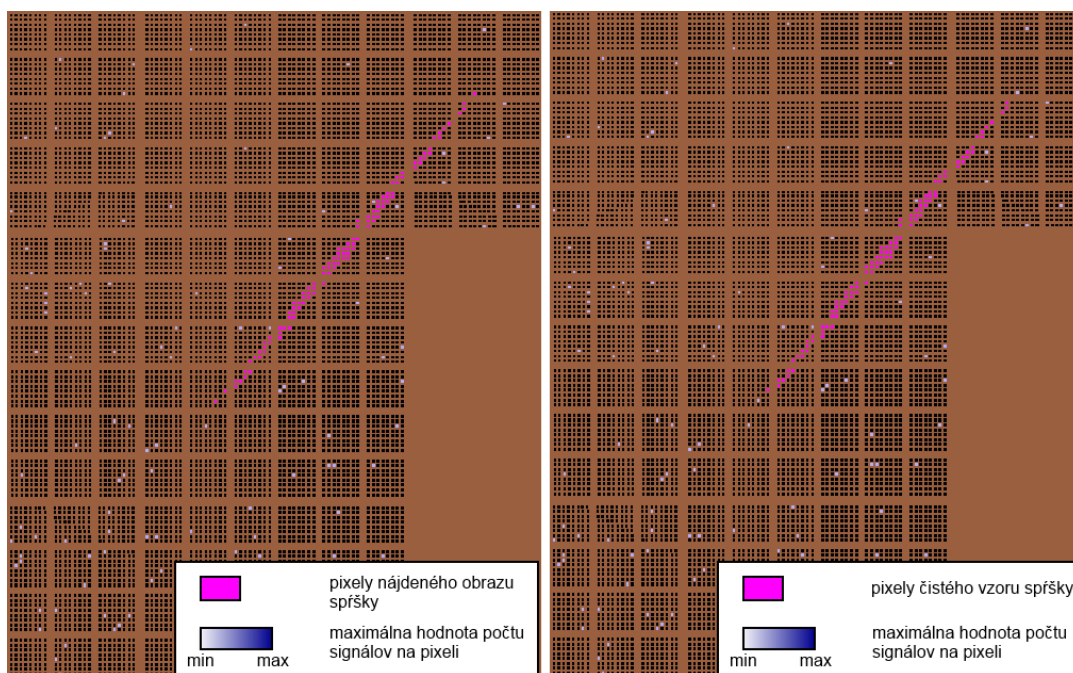 pixely nájdeného obrazu
spŕšky
maximálna hodnota počtu
signálov na pixeli
min max
pixely čistého vzoru spŕšky
maximálna hodnota počtu
signálov na pixeli
min max